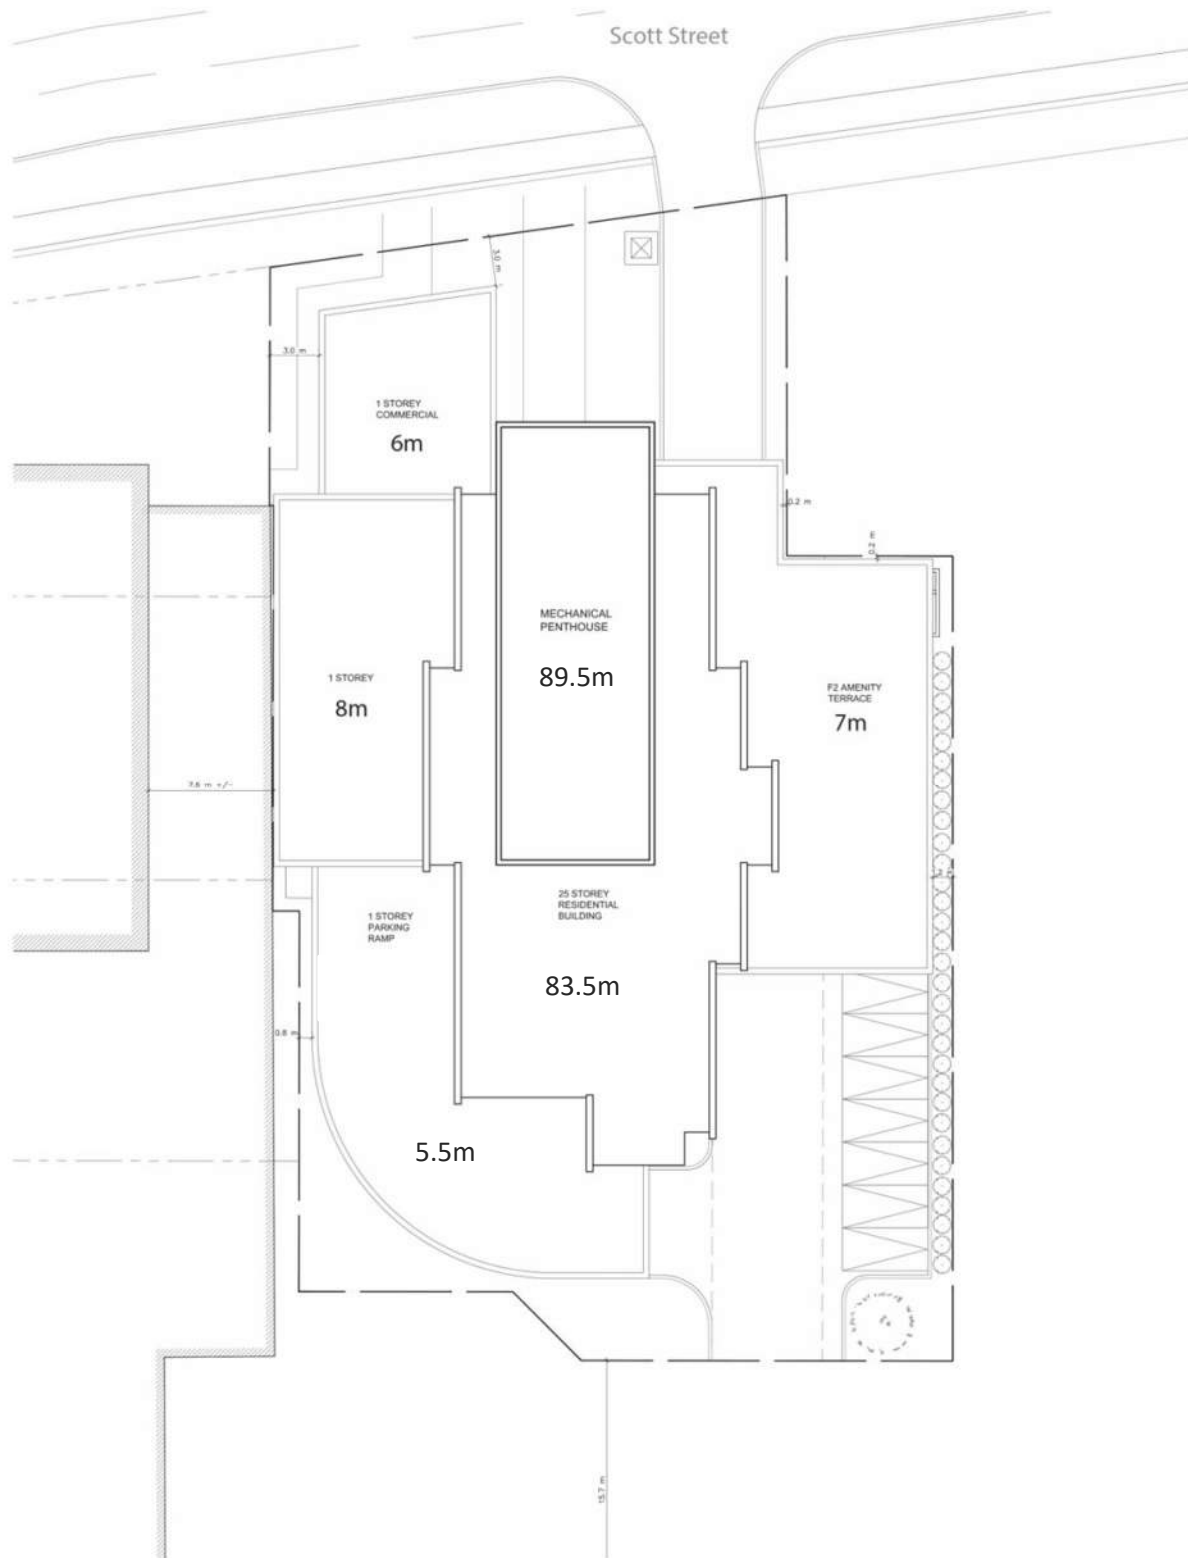 Scott Street
3.0 m
3.0 m
1 STOREY
COMMERCIAL
6m
0.2 m
0.2 m
MECHANICAL
PENTHOUSE
89.5m
1 STOREY
8m
F2 AMENITY
TERRACE
7m
7.6 m +/-
25 STOREY
RESIDENTIAL
BUILDING
83.5m
1 STOREY
PARKING
RAMP
0.8 m
5.5m
15.7 m